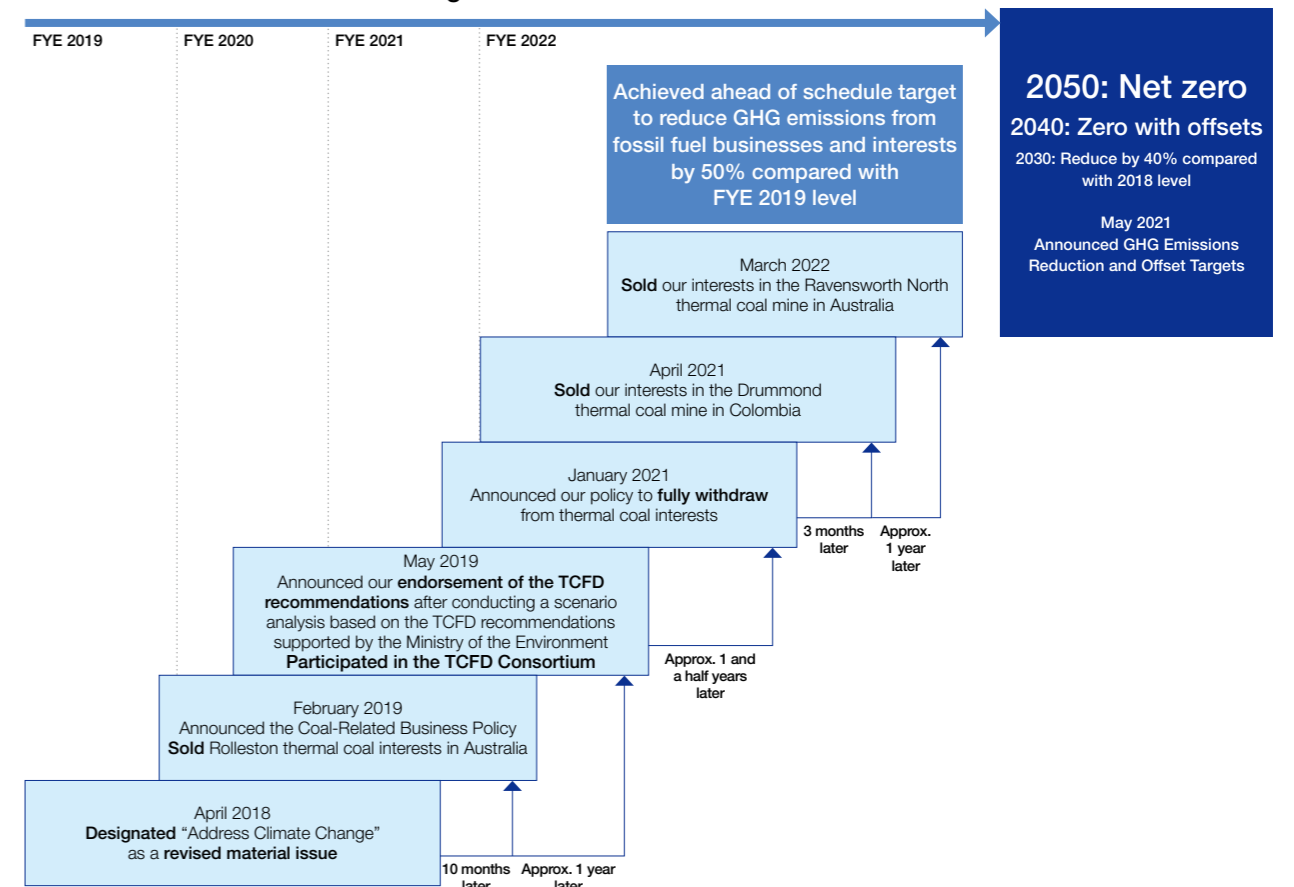 FYE 2019
FYE 2020
FYE 2021
FYE 2022
2050: Net zero
2040: Zero with offsets
2030: Reduce by 40% compared
with 2018 level
May 2021
Announced GHG Emissions
Reduction and Offset Targets
Achieved ahead of schedule target
to reduce GHG emissions from
fossil fuel businesses and interests
by 50% compared with
FYE 2019 level
March 2022
Sold our interests in the Ravensworth North
thermal coal mine in Australia
April 2021
Sold our interests in the Drummond
thermal coal mine in Colombia
January 2021
Announced our policy to fully withdraw
from thermal coal interests
3 months
later
Approx.
1 year
later
May 2019
Announced our endorsement of the TCFD
recommendations after conducting a scenario
analysis based on the TCFD recommendations
supported by the Ministry of the Environment
Participated in the TCFD Consortium
Approx. 1 and
a half years
later
February 2019
Announced the Coal-Related Business Policy
Sold Rolleston thermal coal interests in Australia
April 2018
Designated “Address Climate Change”
as a revised material issue
10 months
later
Approx. 1 year
later